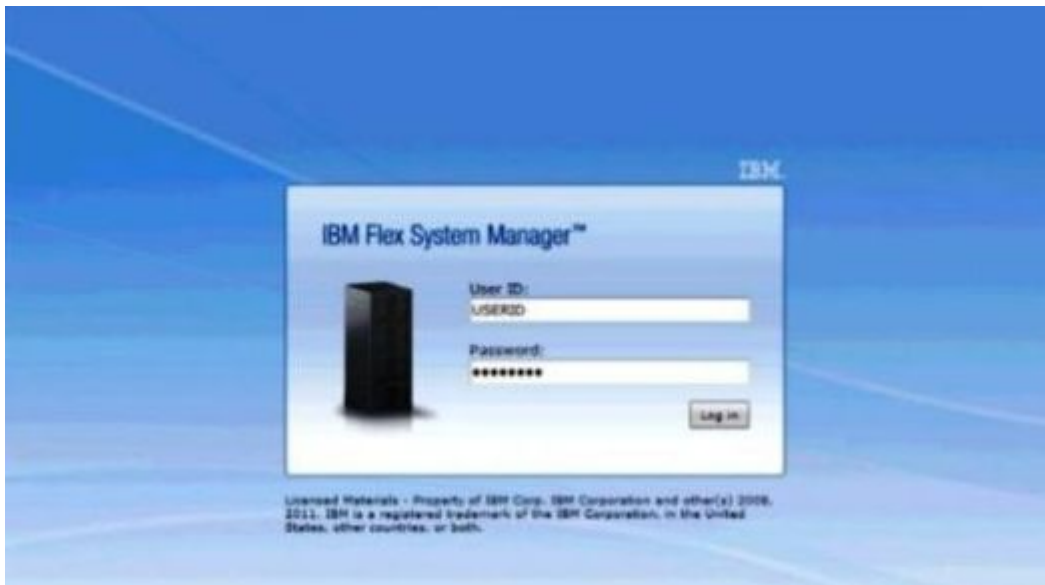 IBM.
IBM Flex System Manager™
User ID:
USERID
Password:
••••••••
Log in
Licensed Materials - Property of IBM Corp. IBM Corporation and other(s) 2009,
2011. IBM is a registered trademark of the IBM Corporation, in the United
States, other countries, or both.